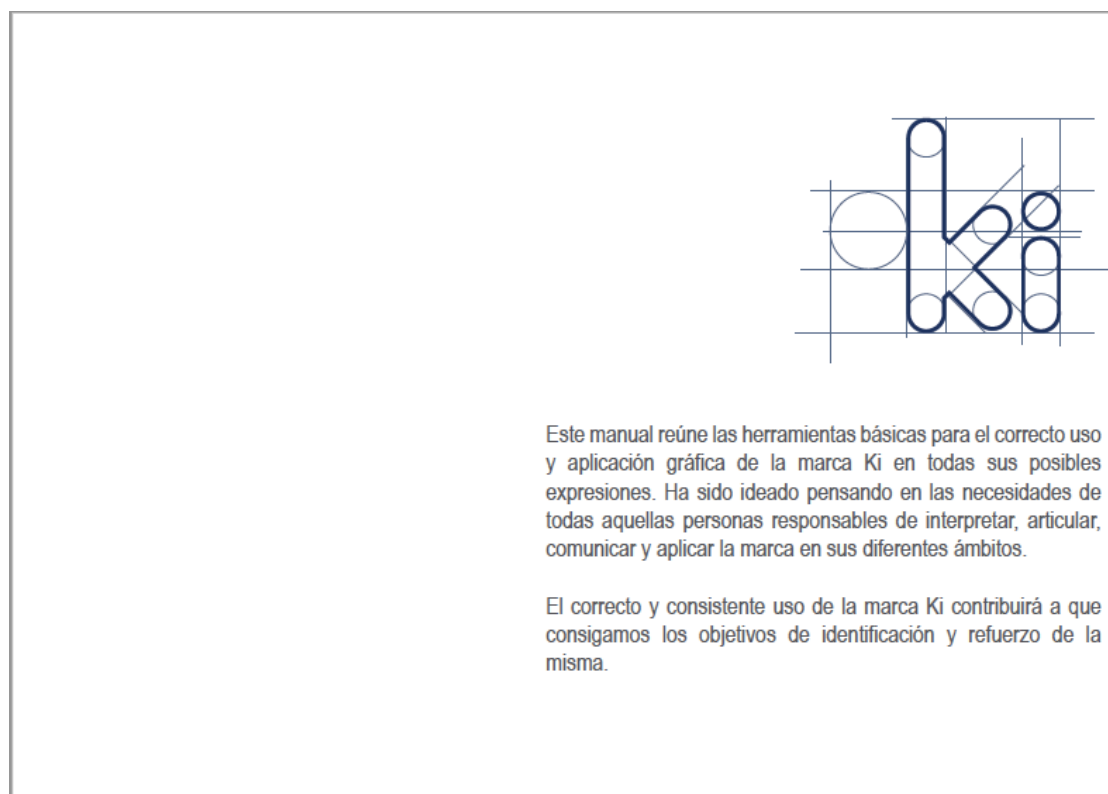 ki
Este manual reúne las herramientas básicas para el correcto uso
y aplicación gráfica de la marca Ki en todas sus posibles
expresiones. Ha sido ideado pensando en las necesidades de
todas aquellas personas responsables de interpretar, articular,
comunicar y aplicar la marca en sus diferentes ámbitos.
El correcto y consistente uso de la marca Ki contribuirá a que
consigamos los objetivos de identificación y refuerzo de la
misma.